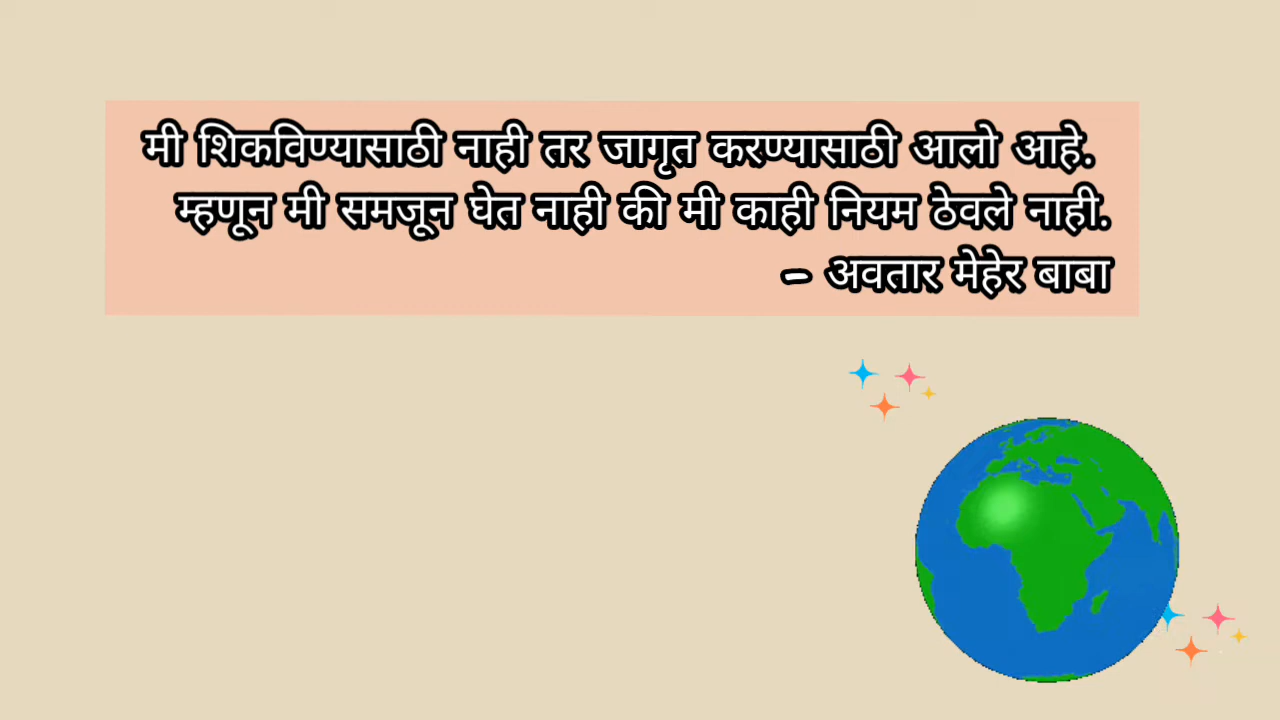 मी शिकविण्यासाठी नाही तर जागृत करण्यासाठी आलो आहे.
म्हणून मी समजून घेत नाही की मी काही नियम ठेवले नाही.
- अवतार मेहेर बाबा